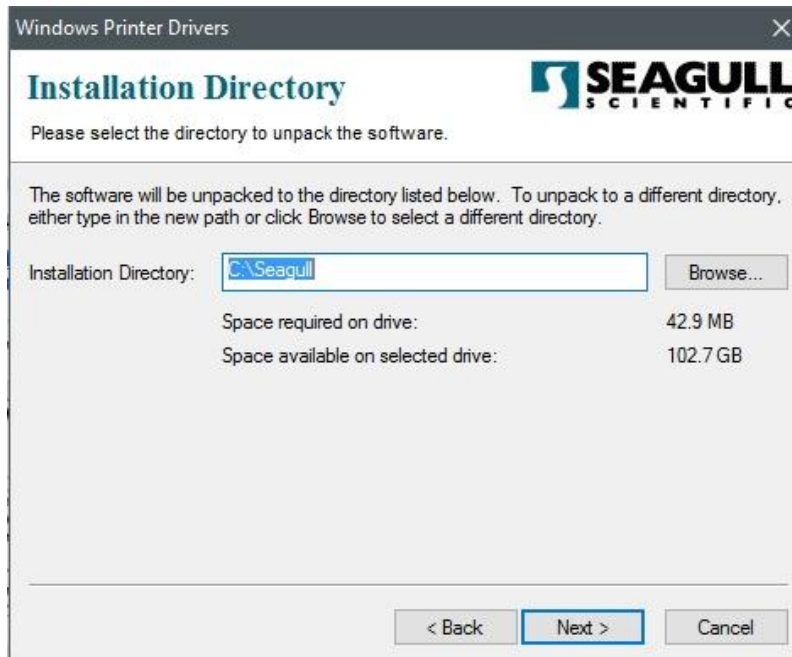 Windows Printer Drivers
Installation Directory
SEAGULL
SCIENTIFIC
Please select the directory to unpack the software.
The software will be unpacked to the directory listed below. To unpack to a different directory,
either type in the new path or click Browse to select a different directory.
Installation Directory: C:\Seagull Browse...
Space required on drive: 42.9 MB
Space available on selected drive: 102.7 GB
< Back Next > Cancel